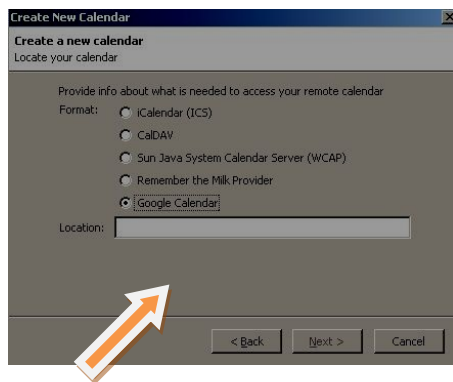 Create New Calendar
Create a new calendar
Locate your calendar
Provide info about what is needed to access your remote calendar
Format:
iCalendar (ICS)
CalDAV
Sun Java System Calendar Server (WCAP)
Remember the Milk Provider
Google Calendar
Location:
< Back Next > Cancel